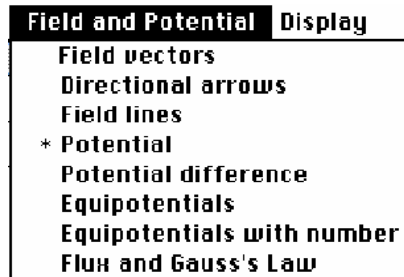 Field and Potential Display
Field vectors
Directional arrows
Field lines
* Potential
Potential difference
Equipotentials
Equipotentials with number
Flux and Gauss's Law